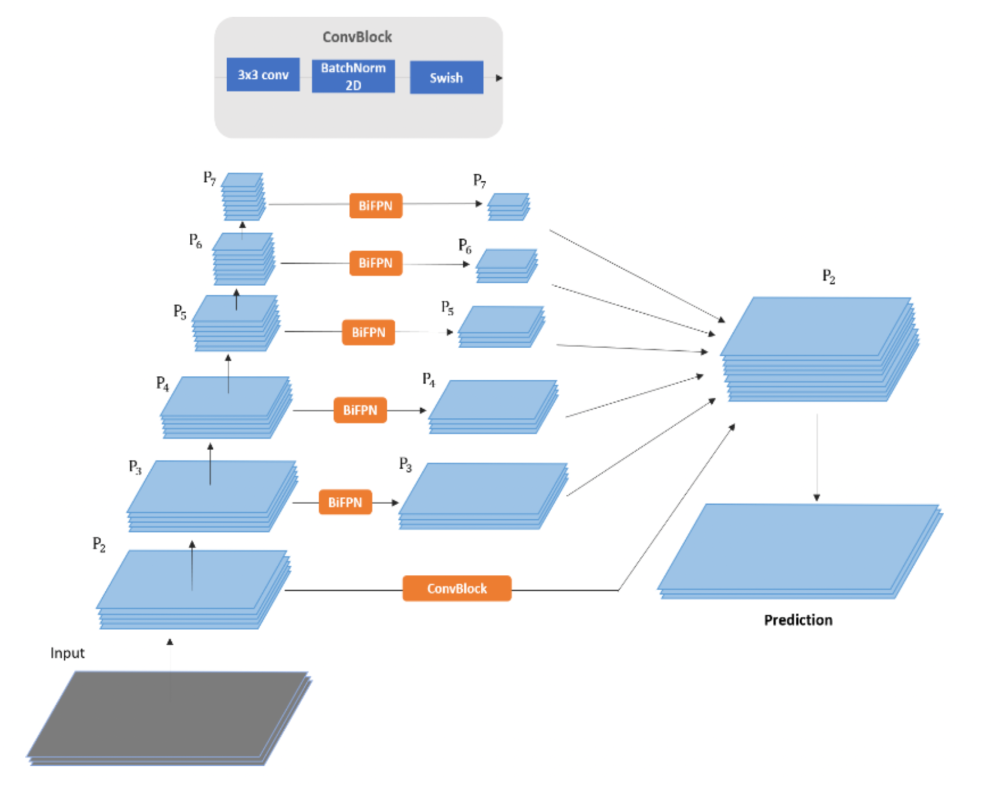 ConvBlock
3x3 conv
BatchNorm
2D
Swish
P7
BiFPN
P7
P6
BiFPN
P6
P5
BiFPN
P5
P4
BiFPN
P4
P3
BiFPN
P3
P2
ConvBlock
P2
Prediction
Input